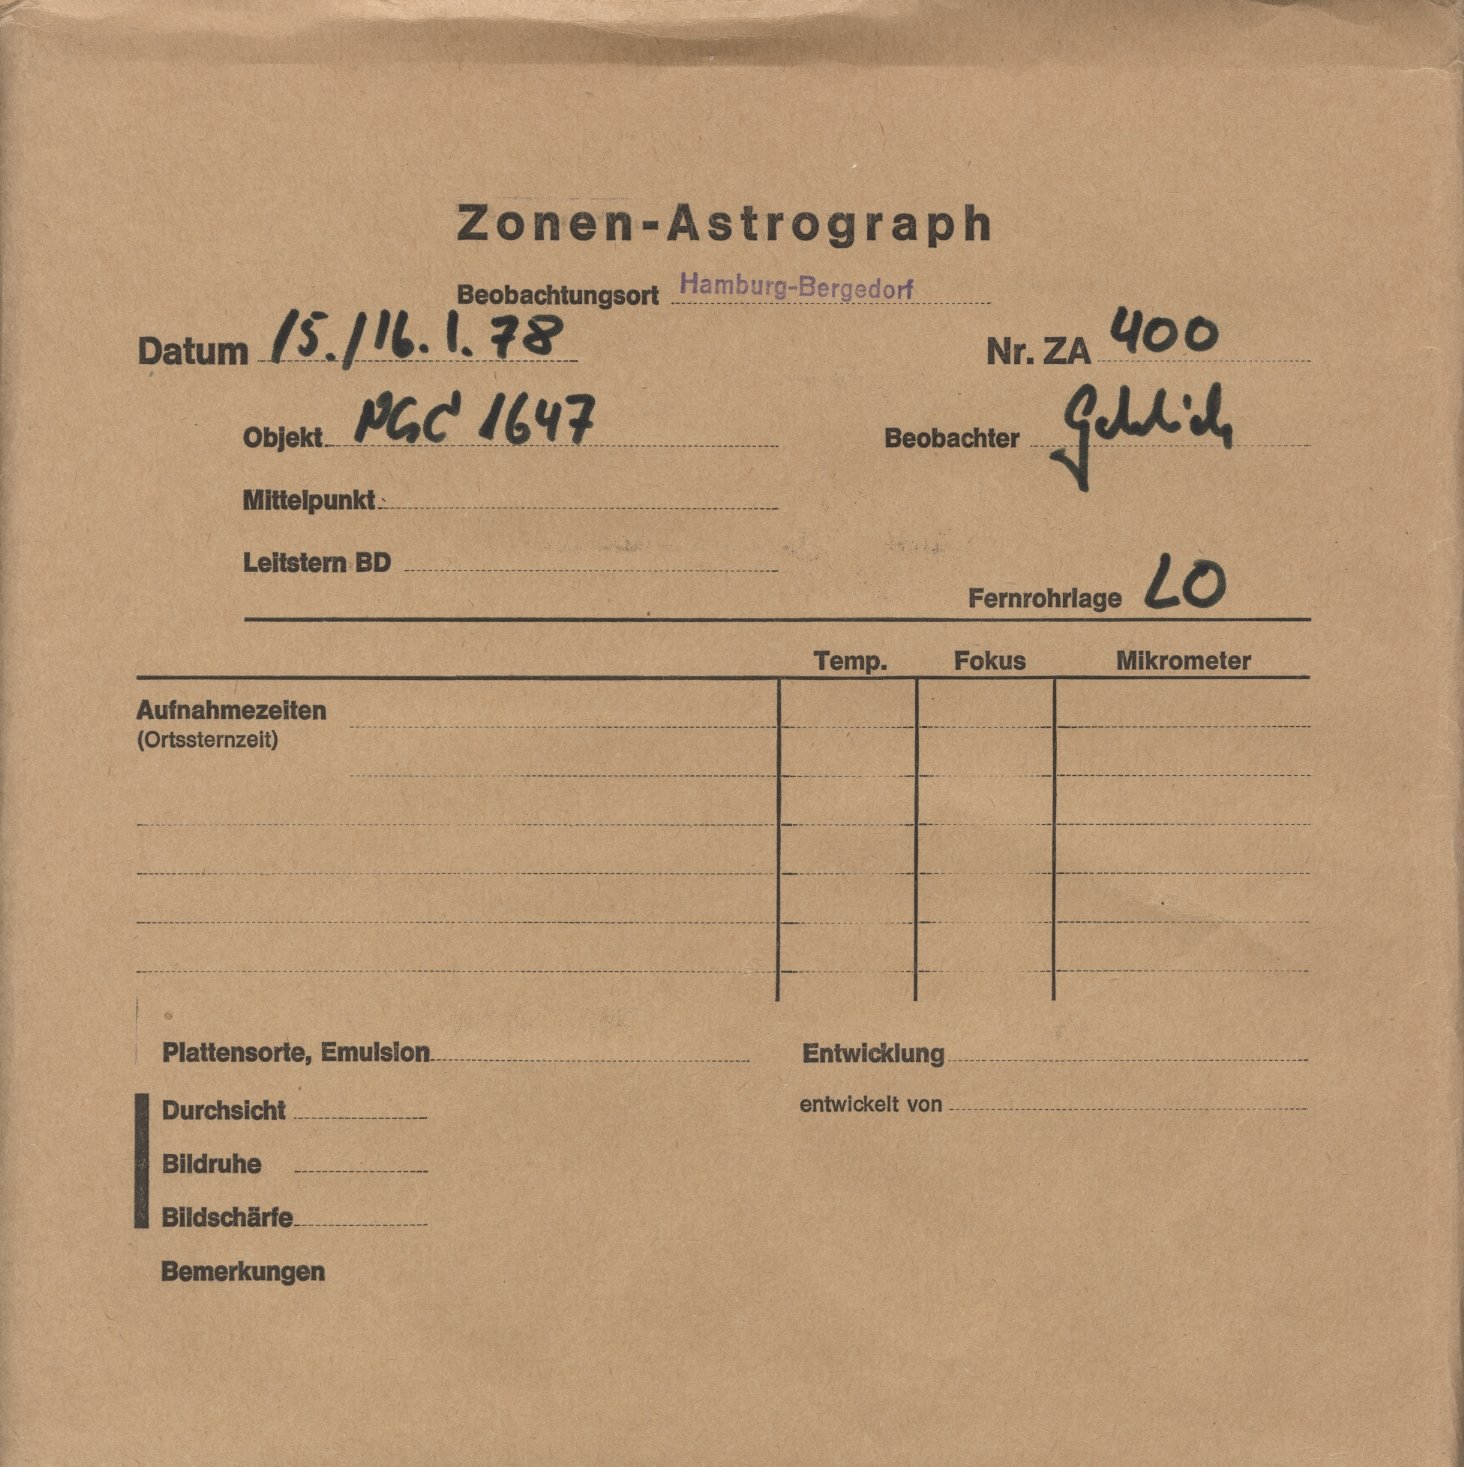 Zonen-Astrograph
Beobachtungsort Hamburg-Bergedorf
Datum 15./16.1.78 Nr. ZA 400
Objekt NGC 1647 Beobachter
Mittelpunkt
Leitstern BD
Fernrohrlage LO
Temp. Fokus Mikrometer
Aufnahmezeiten
(Ortssternzeit)
Plattensorte, Emulsion Entwicklung
Durchsicht entwickelt von
Bildruhe
Bildschärfe
Bemerkungen